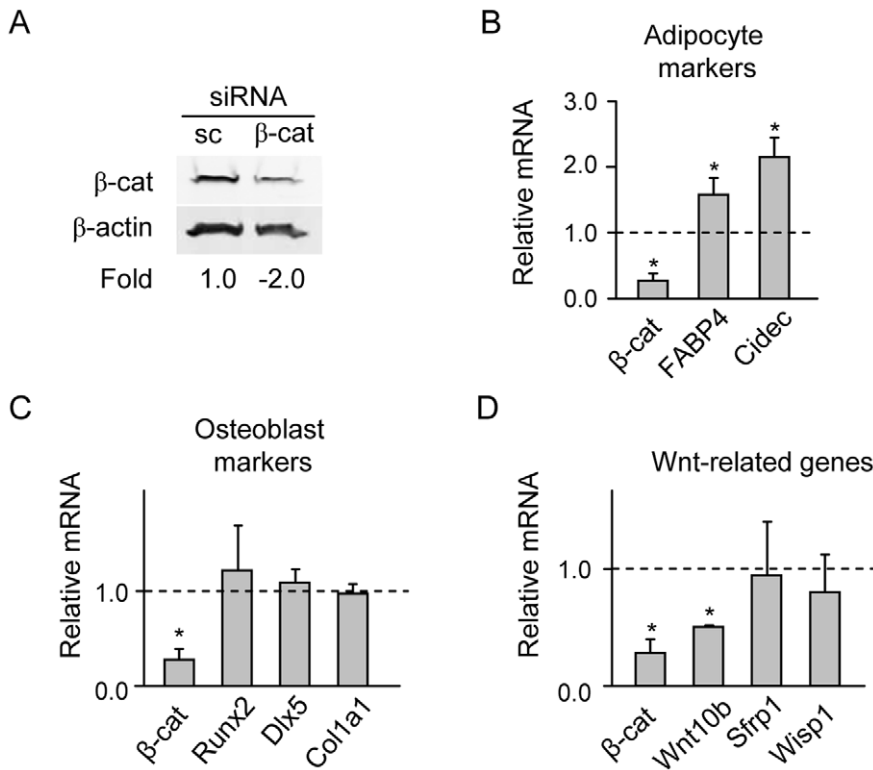 A
siRNA
sc β-cat
β-cat
β-actin
Fold 1.0 -2.0
B
Adipocyte
markers
Relative mRNA
3.0
2.0
1.0
0.0
*
*
*
β-cat
FABP4
Cidec
C
Osteoblast
markers
Relative mRNA
1.0
0.0
*
β-cat
Runx2
Dlx5
Col1a1
D
Wnt-related genes
Relative mRNA
1.0
0.0
*
*
β-cat
Wnt10b
Sfrp1
Wisp1